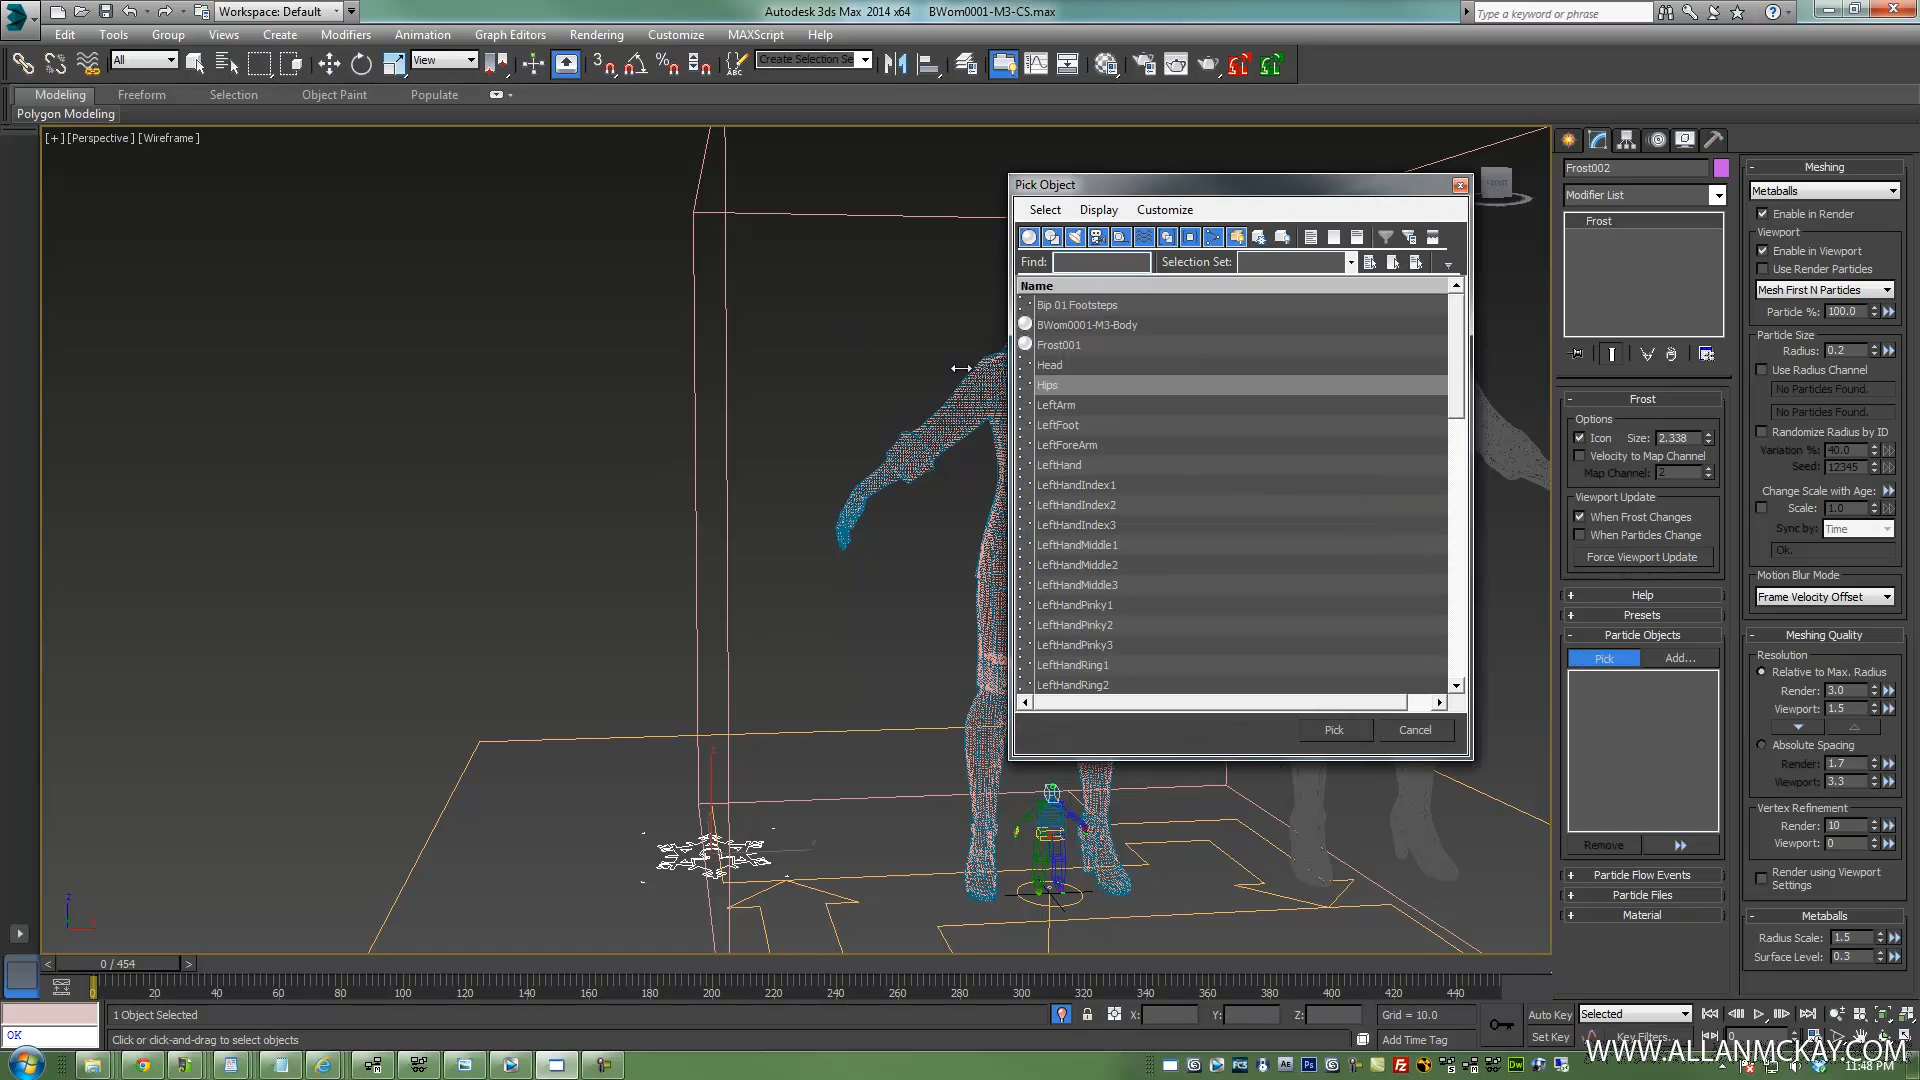 Workspace: Default
Autodesk 3ds Max 2014 x64 BWom0001-M3-CS.max
Type a keyword or phrase
Edit Tools Group Views Create Modifiers Animation Graph Editors Rendering Customize MAXScript Help
All
View
Create Selection Se
Modeling Freeform Selection Object Paint Populate
Polygon Modeling
[+][Perspective][Wireframe]
Pick Object
Select Display Customize
Find: Selection Set:
Name
Bip 01 Footsteps
BWom0001-M3-Body
Frost001
Head
Hips
LeftArm
LeftFoot
LeftForeArm
LeftHand
LeftHandIndex1
LeftHandIndex2
LeftHandIndex3
LeftHandMiddle1
LeftHandMiddle2
LeftHandMiddle3
LeftHandPinky1
LeftHandPinky2
LeftHandPinky3
LeftHandRing1
LeftHandRing2
Pick Cancel
FRONT
Frost002
Modifier List
Frost
- Frost
Options
Icon Size: 2.338
Velocity to Map Channel
Map Channel: 2
Viewport Update
When Frost Changes
When Particles Change
Force Viewport Update
+ Help
+ Presets
- Particle Objects
Pick Add...
Remove
+ Particle Flow Events
+ Particle Files
+ Material
- Meshing
Metaballs
Enable in Render
Viewport
Enable in Viewport
Use Render Particles
Mesh First N Particles
Particle %: 100.0
Particle Size
Radius: 0.2
Use Radius Channel
No Particles Found.
No Particles Found.
Randomize Radius by ID
Variation %: 40.0
Seed: 12345
Change Scale with Age:
Scale: 1.0
Sync by: Time
Ok.
Motion Blur Mode
Frame Velocity Offset
- Meshing Quality
Resolution
Relative to Max. Radius
Render: 3.0
Viewport: 1.5
Absolute Spacing
Render: 1.7
Viewport: 3.3
Vertex Refinement
Render: 10
Viewport: 0
Render using Viewport
Settings
- Metaballs
Radius Scale: 1.5
Surface Level: 0.3
< 0 / 454 >
0 20 40 60 80 100 120 140 160 180 200 220 240 260 280 300 320 340 360 380 400 420 440
1 Object Selected
X: Y: Z: Grid = 10.0
Auto Key Selected
OK
Click or click-and-drag to select objects
Add Time Tag
Set Key Key Filters...
WWW.ALLANMCKAY.COM
11:48 PM